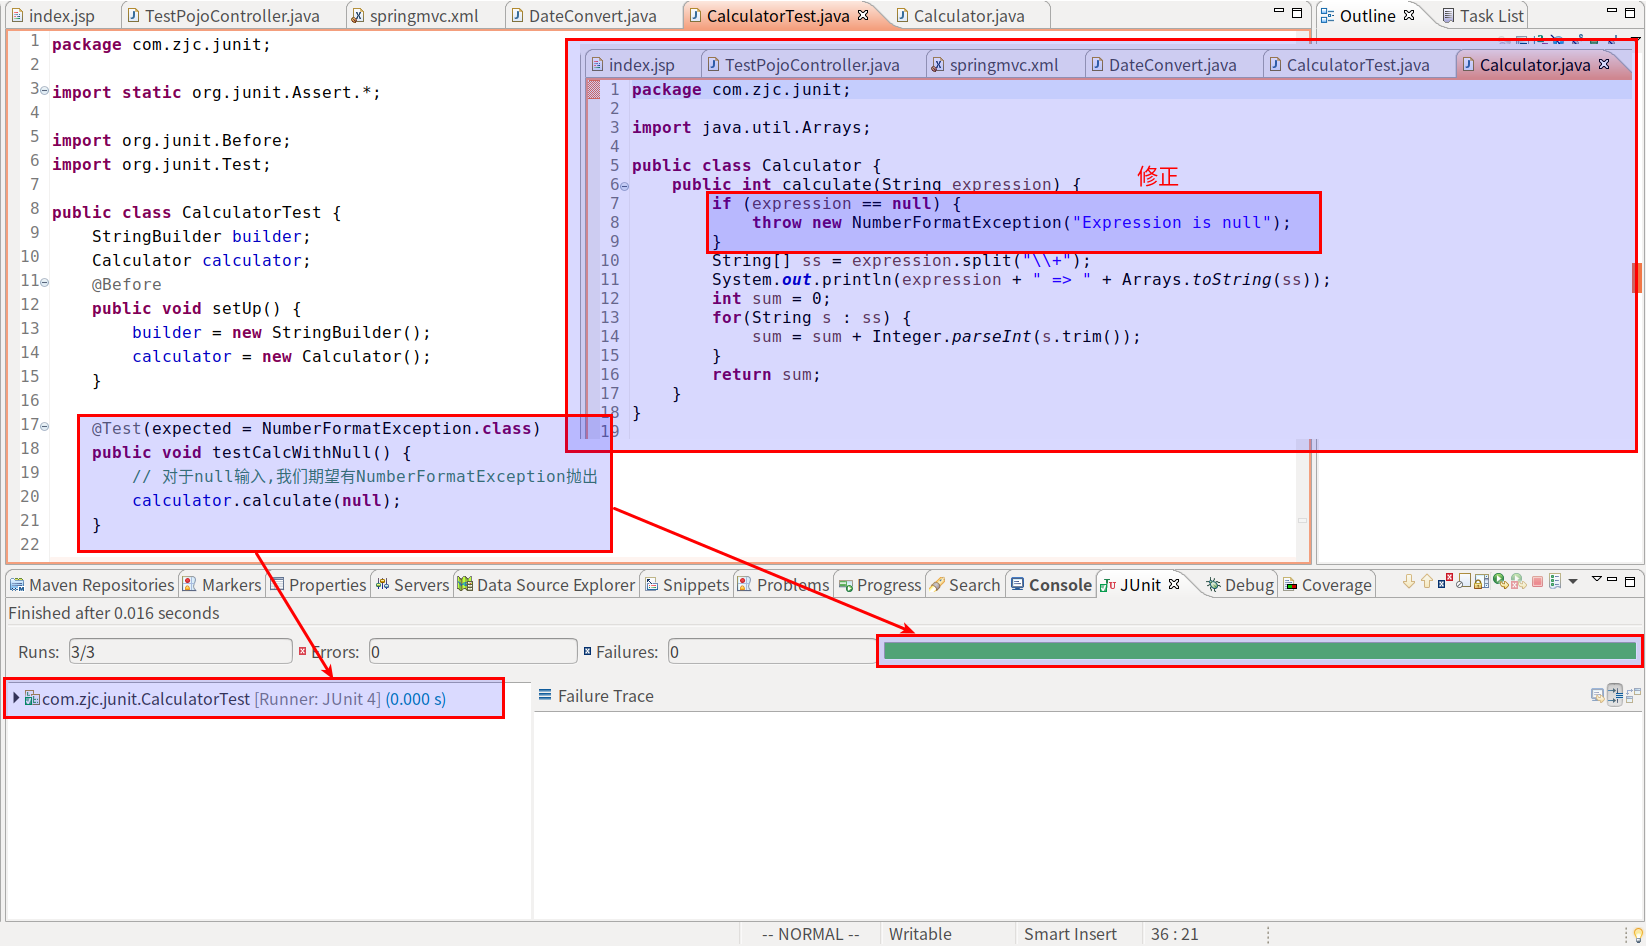 index.jsp
TestPojoController.java
springmvc.xml
DateConvert.java
CalculatorTest.java
Calculator.java
Outline
Task List
1 package com.zjc.junit;
2
3 import static org.junit.Assert.*;
4
5 import org.junit.Before;
6 import org.junit.Test;
7
8 public class CalculatorTest {
9 StringBuilder builder;
10 Calculator calculator;
11 @Before
12 public void setUp() {
13 builder = new StringBuilder();
14 calculator = new Calculator();
15 }
16
17 @Test(expected = NumberFormatException.class)
18 public void testCalcWithNull() {
19 // 对于null输入,我们期望有NumberFormatException抛出
20 calculator.calculate(null);
21 }
22
index.jsp
TestPojoController.java
springmvc.xml
DateConvert.java
CalculatorTest.java
Calculator.java
1 package com.zjc.junit;
2
3 import java.util.Arrays;
4
5 public class Calculator {
修正
6 public int calculate(String expression) {
7 if (expression == null) {
8 throw new NumberFormatException("Expression is null");
9 }
10 String[] ss = expression.split("\\+");
11 System.out.println(expression + " => " + Arrays.toString(ss));
12 int sum = 0;
13 for(String s : ss) {
14 sum = sum + Integer.parseInt(s.trim());
15 }
16 return sum;
17 }
18 }
19
Maven Repositories
Markers
Properties
Servers
Data Source Explorer
Snippets
Problems
Progress
Search
Console
JUnit
Debug
Coverage
Finished after 0.016 seconds
Runs: 3/3
Errors: 0
Failures: 0
com.zjc.junit.CalculatorTest [Runner: JUnit 4] (0.000 s)
Failure Trace
-- NORMAL --
Writable
Smart Insert
36 : 21